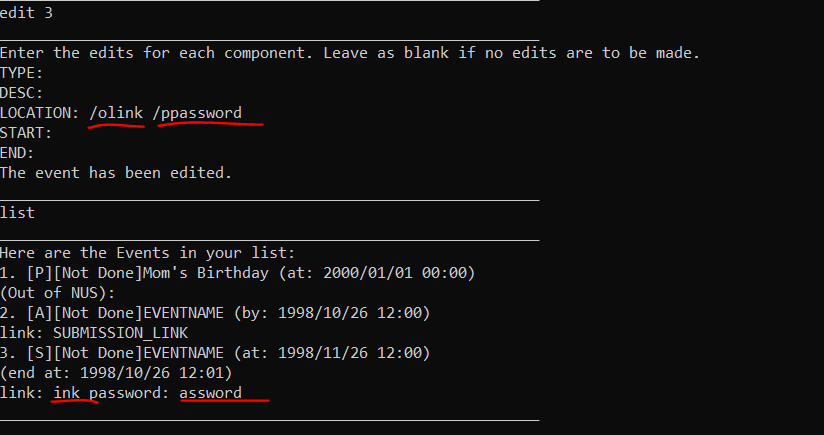 edit 3
Enter the edits for each component. Leave as blank if no edits are to be made.
TYPE:
DESC:
LOCATION: /olink /ppassword
START:
END:
The event has been edited.
list
Here are the Events in your list:
1. [P][Not Done]Mom's Birthday (at: 2000/01/01 00:00)
(Out of NUS):
2. [A][Not Done]EVENTNAME (by: 1998/10/26 12:00)
link: SUBMISSION_LINK
3. [S][Not Done]EVENTNAME (at: 1998/11/26 12:00)
(end at: 1998/10/26 12:01)
link: ink password: assword